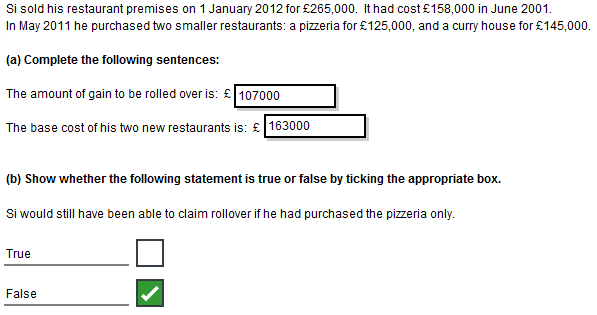 Si sold his restaurant premises on 1 January 2012 for £265,000.  It had cost £158,000 in June 2001.
In May 2011 he purchased two smaller restaurants: a pizzeria for £125,000, and a curry house for £145,000.
(a) Complete the following sentences:
The amount of gain to be rolled over is: £ 107000
The base cost of his two new restaurants is: £ 163000
(b) Show whether the following statement is true or false by ticking the appropriate box.
Si would still have been able to claim rollover if he had purchased the pizzeria only.
True
False